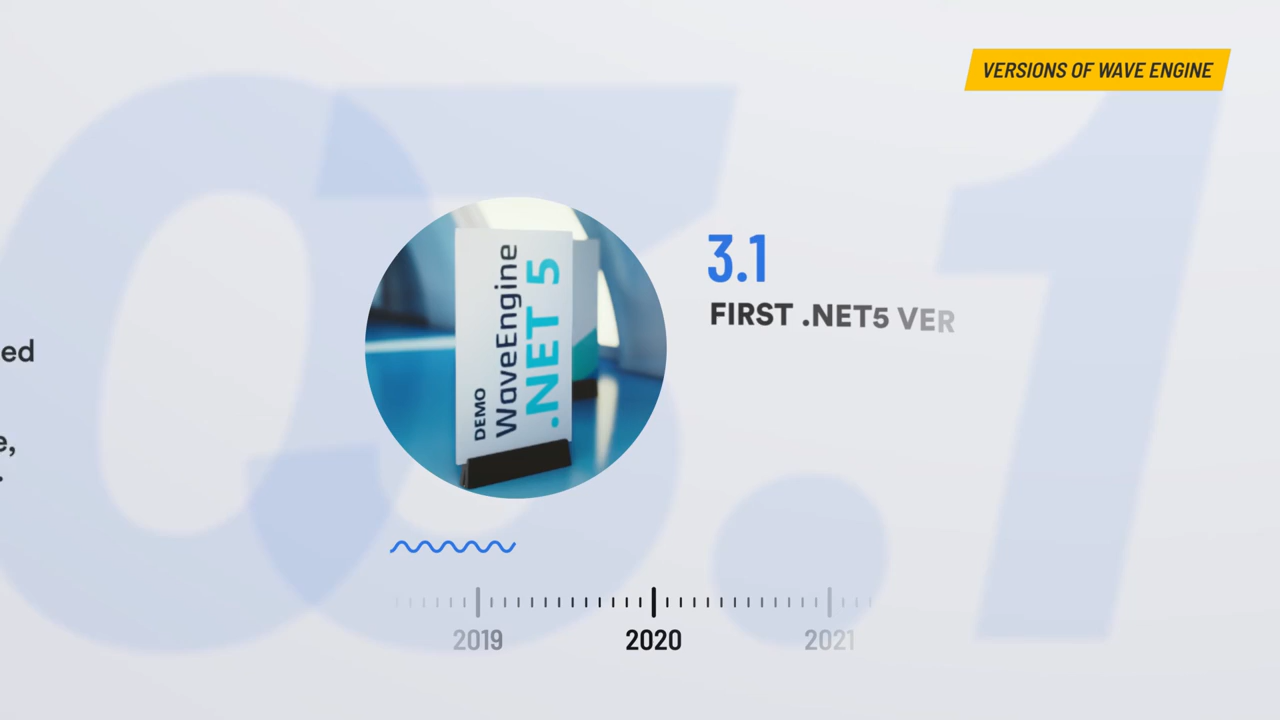 VERSIONS OF WAVE ENGINE
3.1
FIRST .NET5 VER
DEMO
WaveEngine
.NET 5
ed
e,
2019
2020
2021